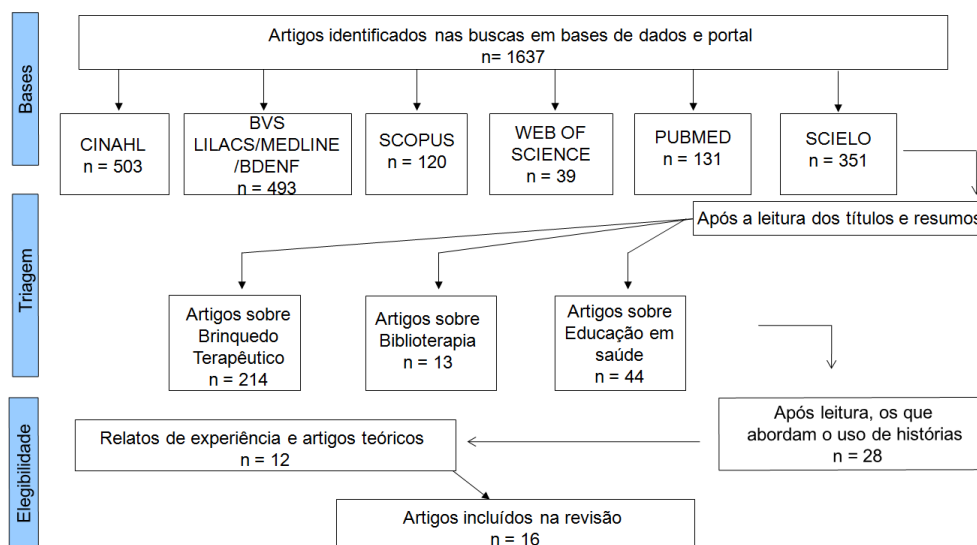 Bases
Artigos identificados nas buscas em bases de dados e portal
n= 1637
CINAHL
n = 503
BVS
LILACS/MEDLINE
/BDENF
n = 493
SCOPUS
n = 120
WEB OF
SCIENCE
n = 39
PUBMED
n = 131
SCIELO
n = 351
Triagem
Após a leitura dos títulos e resumos
Artigos sobre
Brinquedo
Terapêutico
n = 214
Artigos sobre
Biblioterapia
n = 13
Artigos sobre
Educação em
saúde
n = 44
Elegibilidade
Após leitura, os que
abordam o uso de histórias
n = 28
Relatos de experiência e artigos teóricos
n = 12
Artigos incluídos na revisão
n = 16